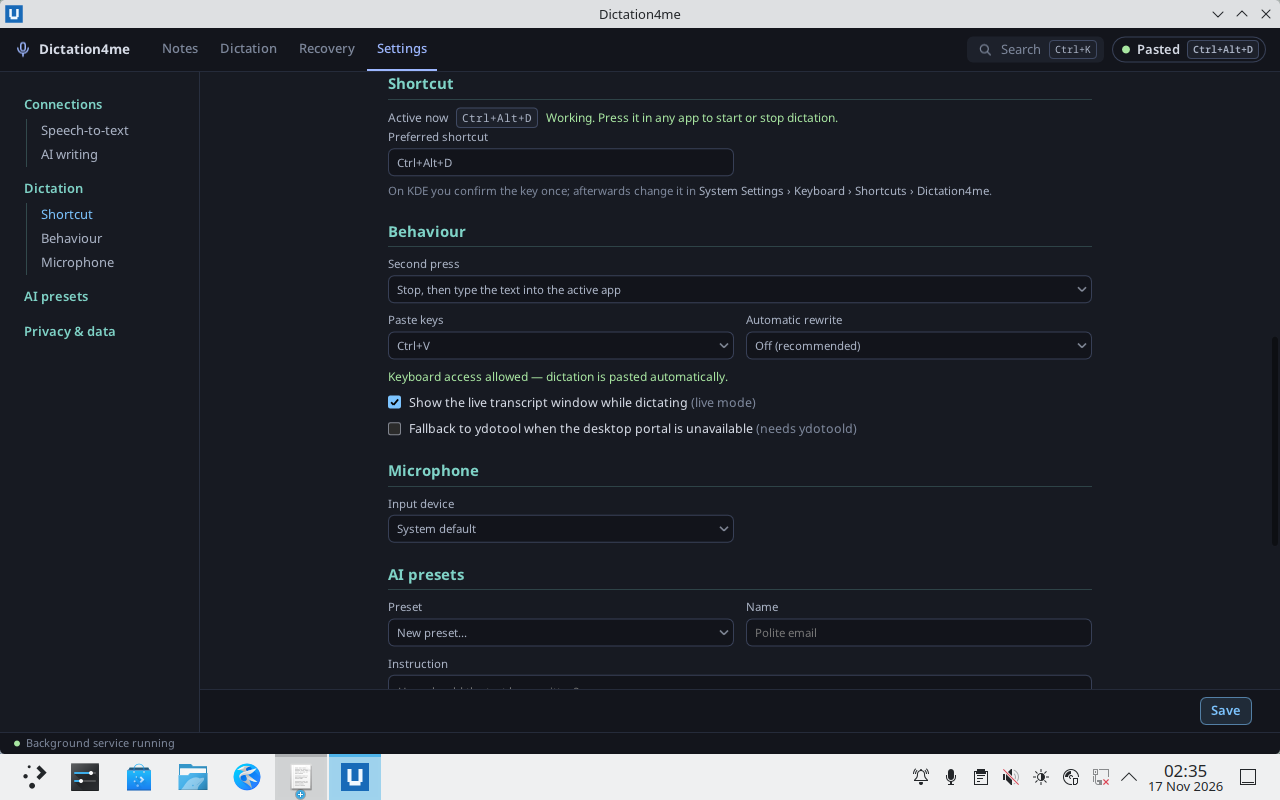 Dictation4me
Dictation4me Notes Dictation Recovery Settings Search Ctrl+K Pasted Ctrl+Alt+D
Connections
Speech-to-text
AI writing
Dictation
Shortcut
Behaviour
Microphone
AI presets
Privacy & data
Shortcut
Active now Ctrl+Alt+D Working. Press it in any app to start or stop dictation.
Preferred shortcut
Ctrl+Alt+D
On KDE you confirm the key once; afterwards change it in System Settings › Keyboard › Shortcuts › Dictation4me.
Behaviour
Second press
Stop, then type the text into the active app
Paste keys Automatic rewrite
Ctrl+V Off (recommended)
Keyboard access allowed — dictation is pasted automatically.
Show the live transcript window while dictating (live mode)
Fallback to ydotool when the desktop portal is unavailable (needs ydotoold)
Microphone
Input device
System default
AI presets
Preset Name
New preset... Polite email
Instruction
Save
Background service running
02:35
17 Nov 2026